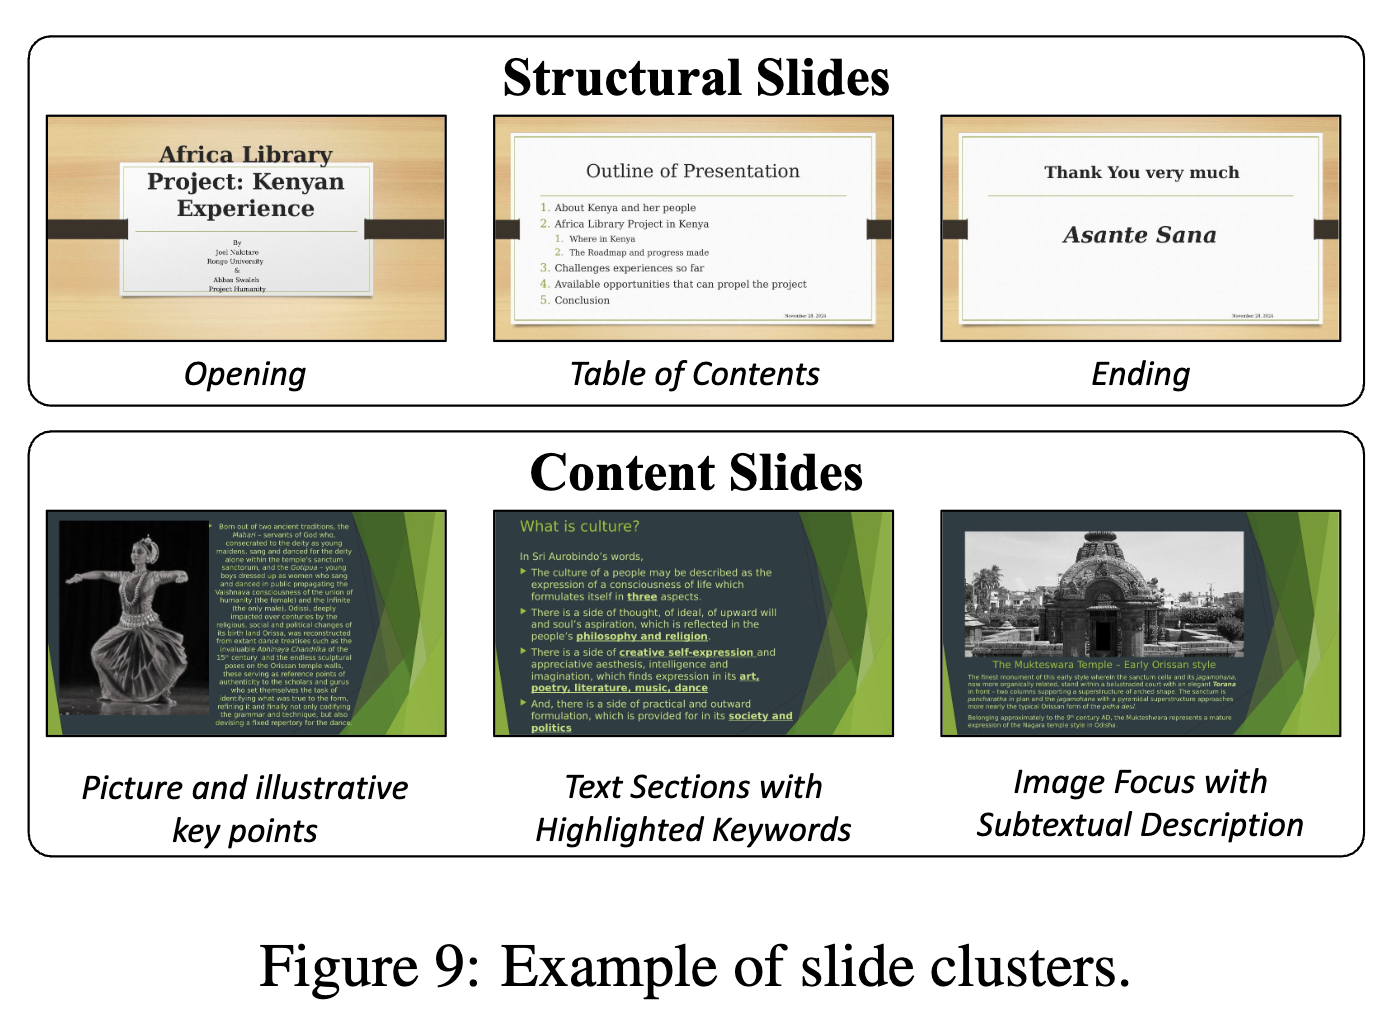 Structural Slides
Africa Library
Project: Kenyan
Experience
By
Joel Nakitare
Rongo University
&
Abbas Swaleh
Project Humanity
Opening
Outline of Presentation
1. About Kenya and her people
2. Africa Library Project in Kenya
1. Where in Kenya
2. The Roadmap and progress made
3. Challenges experiences so far
4. Available opportunities that can propel the project
5. Conclusion
November 28, 2024
Table of Contents
Thank You very much
Asante Sana
November 28, 2024
Ending
Content Slides
Born out of two ancient traditions, the
Mahari – servants of God who,
consecrated to the deity as young
maidens, sang and danced for the deity
alone within the temple's sanctum
sanctorum, and the Gotipua – young
boys dressed up as women who sang
and danced in public propagating the
Vaishnava consciousness of the union of
humanity (the female) and the Infinite
(the only male), Odissi, deeply
impacted over centuries by the
religious, social and political changes of
its birth land Orissa, was reconstructed
from extant dance treatises such as the
invaluable Abhinaya Chandrika of the
15th century and the endless sculptural
poses on the Orissan temple walls,
these serving as reference points of
authenticity to the scholars and gurus
who set themselves the task of
identifying what was true to the form,
refining it and finally not only codifying
the grammar and technique, but also
devising a fixed repertory for the dance.
Picture and illustrative
key points
What is culture?
In Sri Aurobindo's words,
The culture of a people may be described as the
expression of a consciousness of life which
formulates itself in three aspects.
There is a side of thought, of ideal, of upward will
and soul's aspiration, which is reflected in the
people's philosophy and religion.
There is a side of creative self-expression and
appreciative aesthesis, intelligence and
imagination, which finds expression in its art,
poetry, literature, music, dance
And, there is a side of practical and outward
formulation, which is provided for in its society and
politics
Text Sections with
Highlighted Keywords
The Mukteswara Temple – Early Orissan style
The finest monument of this early style wherein the sanctum cella and its jagamohana,
now more organically related, stand within a balustraded court with an elegant Torana
in front – two columns supporting a superstructure of arched shape. The sanctum is
pancharatha in plan and the jagamohana with a pyramidal superstructure approaches
more nearly the typical Orissan form of the pidha deul.
Belonging approximately to the 9th century AD, the Mukteshwara represents a mature
expression of the Nagara temple style in Odisha.
Image Focus with
Subtextual Description
Figure 9: Example of slide clusters.